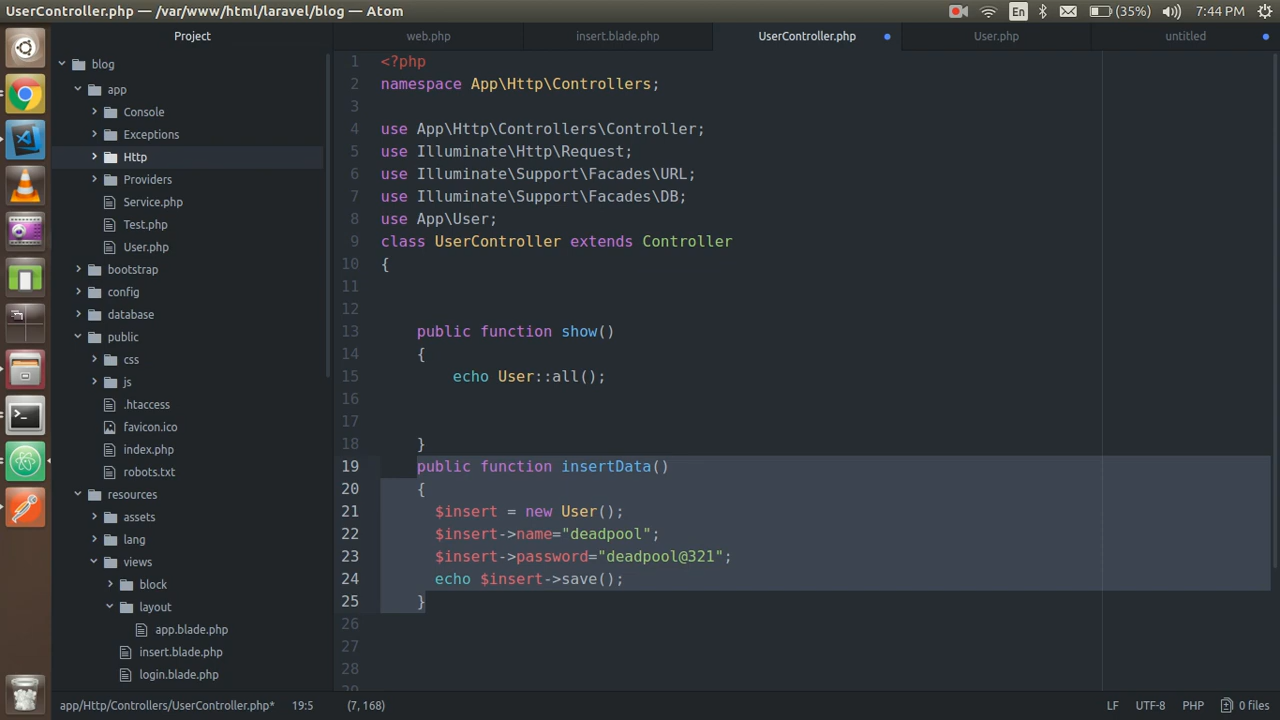 UserController.php — /var/www/html/laravel/blog — Atom
En
(35%)
7:44 PM
Project
web.php
insert.blade.php
UserController.php
User.php
untitled
blog
app
Console
Exceptions
Http
Providers
Service.php
Test.php
User.php
bootstrap
config
database
public
css
js
.htaccess
favicon.ico
index.php
robots.txt
resources
assets
lang
views
block
layout
app.blade.php
insert.blade.php
login.blade.php
1 <?php
2 namespace App\Http\Controllers;
3
4 use App\Http\Controllers\Controller;
5 use Illuminate\Http\Request;
6 use Illuminate\Support\Facades\URL;
7 use Illuminate\Support\Facades\DB;
8 use App\User;
9 class UserController extends Controller
10 {
11
12
13 public function show()
14 {
15 echo User::all();
16
17
18 }
19 public function insertData()
20 {
21 $insert = new User();
22 $insert->name="deadpool";
23 $insert->password="deadpool@321";
24 echo $insert->save();
25 }
26
27
28
29
app/Http/Controllers/UserController.php* 19:5 (7, 168)
LF UTF-8 PHP 0 files